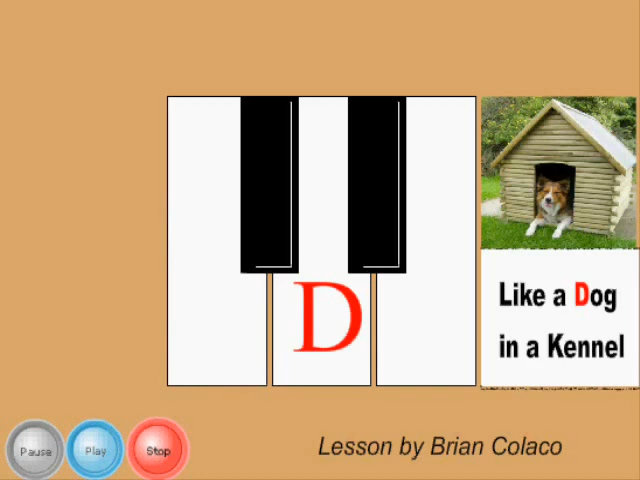 D
Like a Dog
in a Kennel
Pause
Play
Stop
Lesson by Brian Colaco